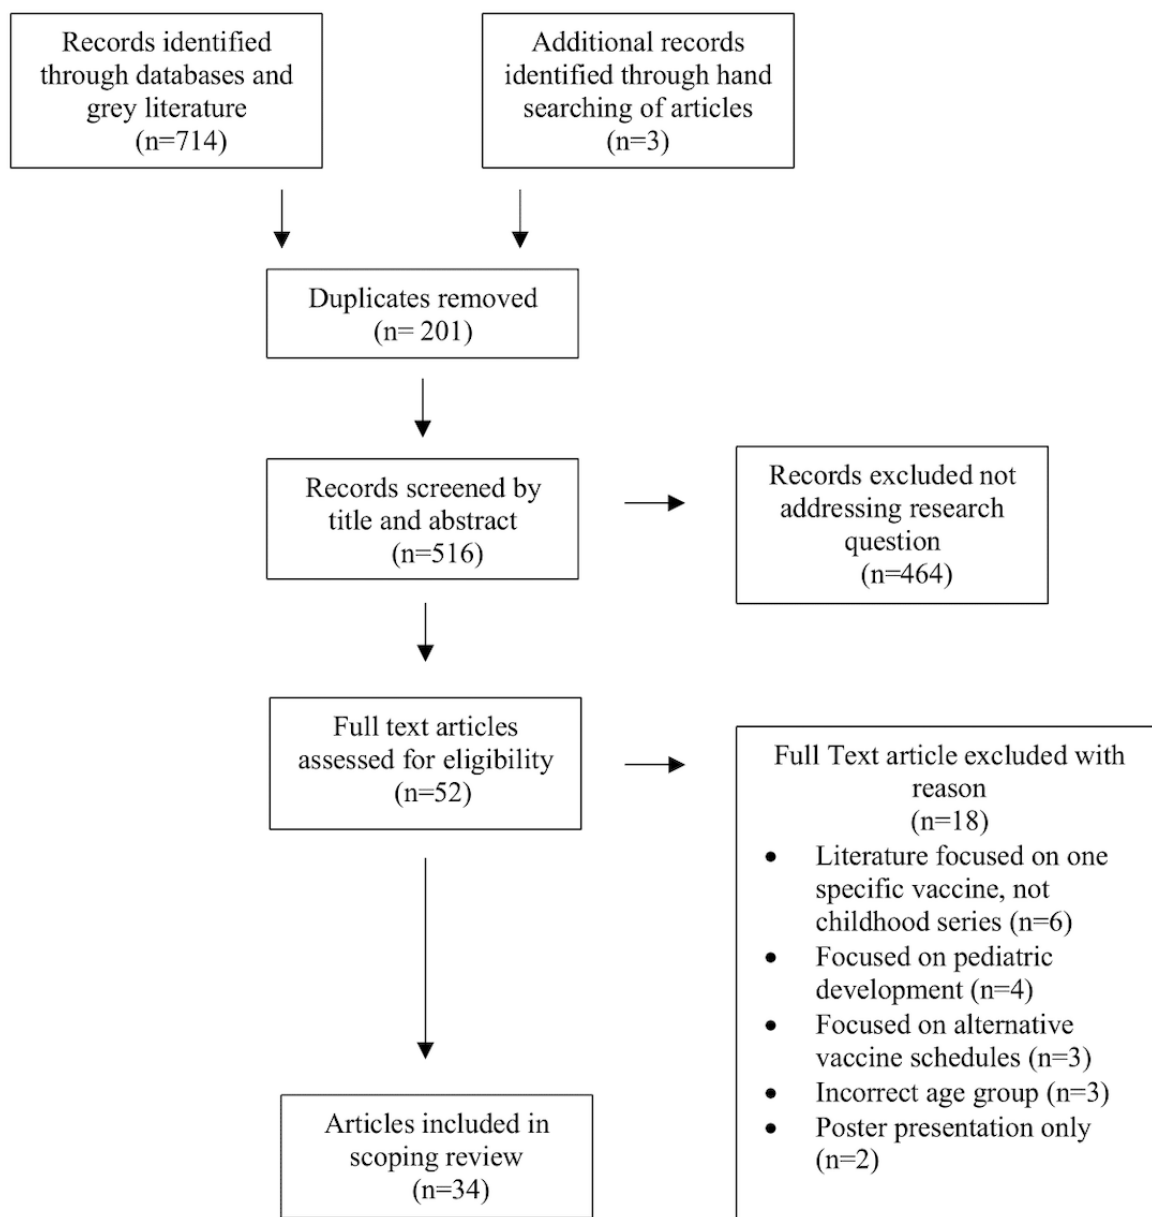 Records identified
through databases and
grey literature
(n=714)
Additional records
identified through hand
searching of articles
(n=3)
Duplicates removed
(n= 201)
Records screened by
title and abstract
(n=516)
Records excluded not
addressing research
question
(n=464)
Full text articles
assessed for eligibility
(n=52)
Full Text article excluded with
reason
(n=18)
• Literature focused on one
specific vaccine, not
childhood series (n=6)
• Focused on pediatric
development (n=4)
• Focused on alternative
vaccine schedules (n=3)
• Incorrect age group (n=3)
• Poster presentation only
(n=2)
Articles included in
scoping review
(n=34)